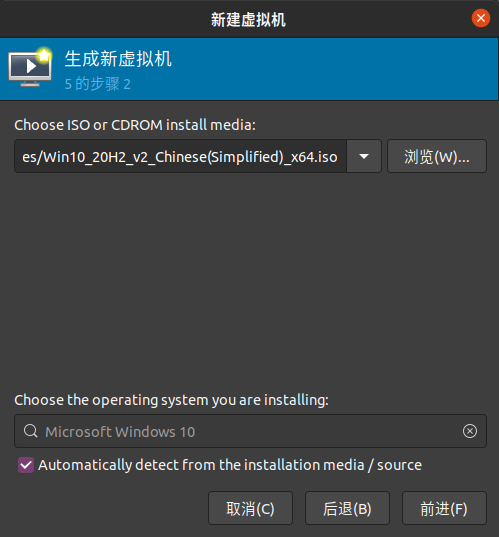 新建虚拟机
生成新虚拟机
5 的步骤 2
Choose ISO or CDROM install media:
es/Win10_20H2_v2_Chinese(Simplified)_x64.iso
浏览(W)...
Choose the operating system you are installing:
Microsoft Windows 10
Automatically detect from the installation media / source
取消(C)
后退(B)
前进(F)